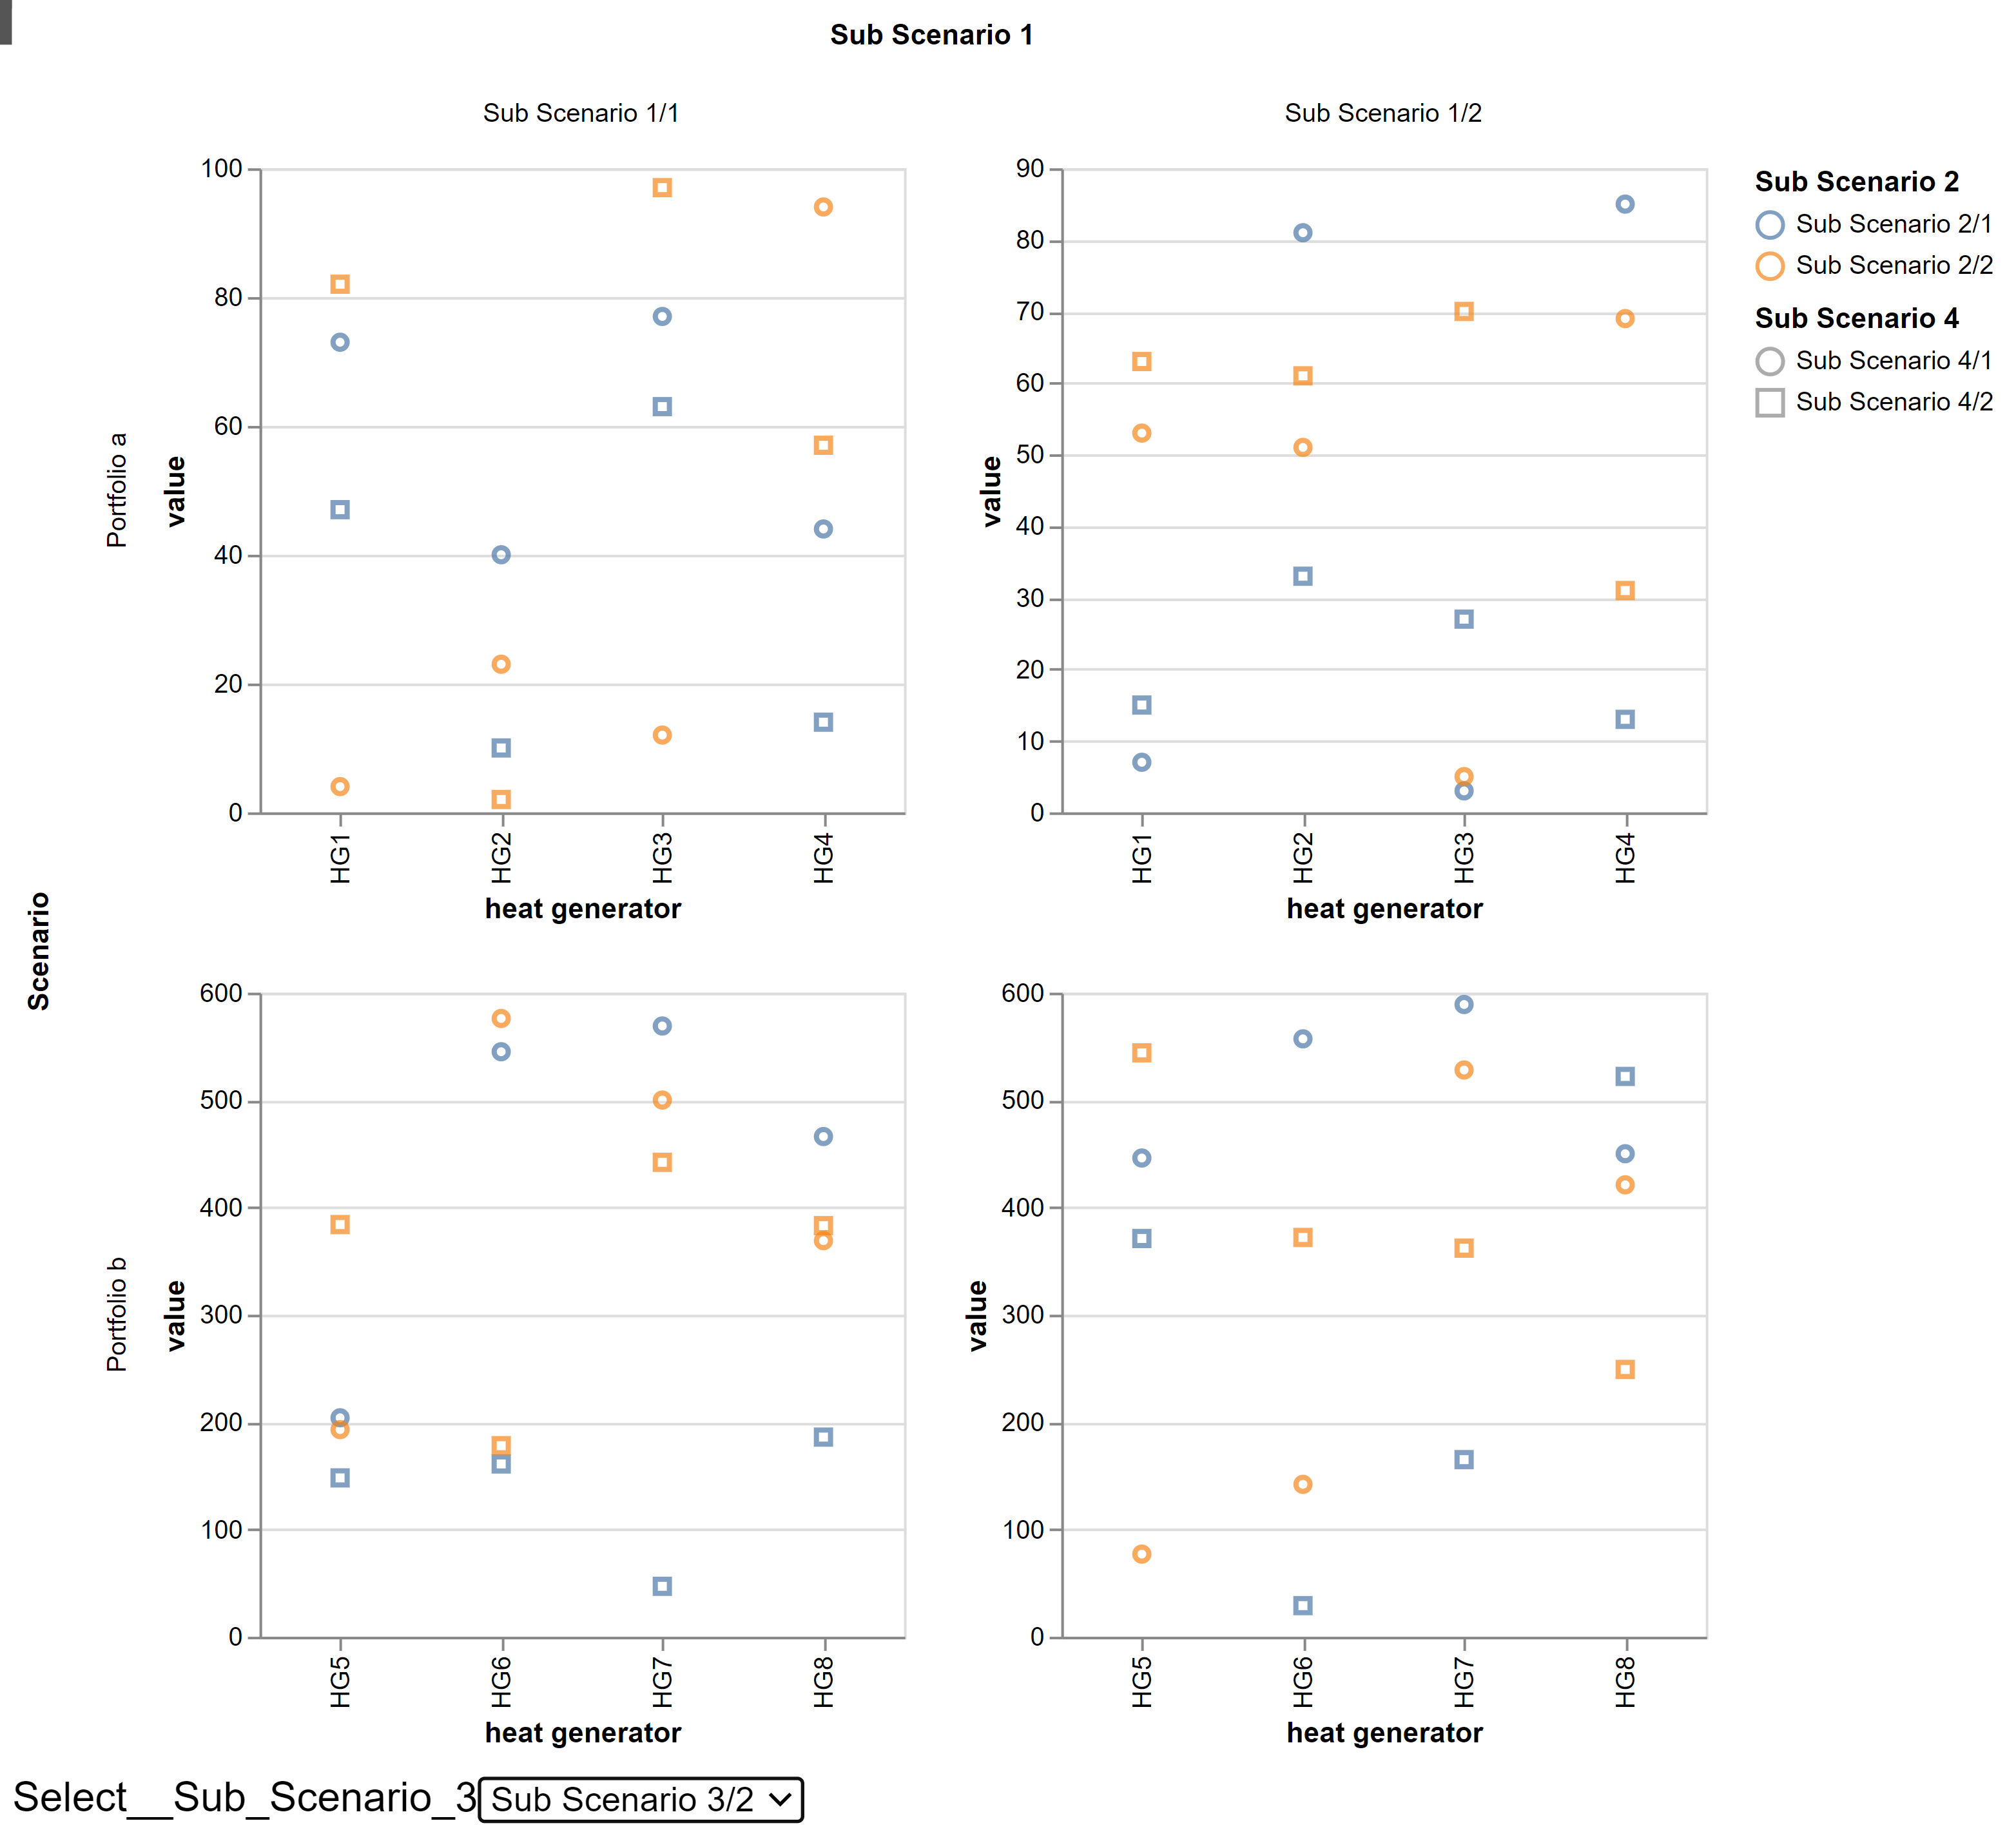 Sub Scenario 1
Sub Scenario 1/1
Sub Scenario 1/2
Scenario
Portfolio a
value
100
80
60
40
20
0
HG1
HG2
HG3
HG4
heat generator
value
90
80
70
60
50
40
30
20
10
0
HG1
HG2
HG3
HG4
heat generator
Sub Scenario 2
Sub Scenario 2/1
Sub Scenario 2/2
Sub Scenario 4
Sub Scenario 4/1
Sub Scenario 4/2
Portfolio b
value
600
500
400
300
200
100
0
HG5
HG6
HG7
HG8
heat generator
value
600
500
400
300
200
100
0
HG5
HG6
HG7
HG8
heat generator
Select__Sub_Scenario_3 Sub Scenario 3/2